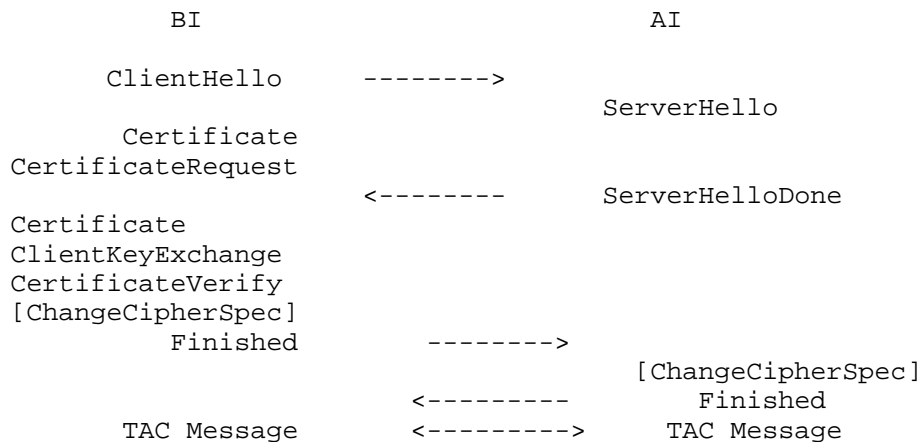 BI AI
ClientHello --------> 
ServerHello
Certificate
CertificateRequest
<-------- ServerHelloDone
Certificate
ClientKeyExchange
CertificateVerify
[ChangeCipherSpec]
Finished -------->
[ChangeCipherSpec]
<--------- Finished
TAC Message <---------> TAC Message